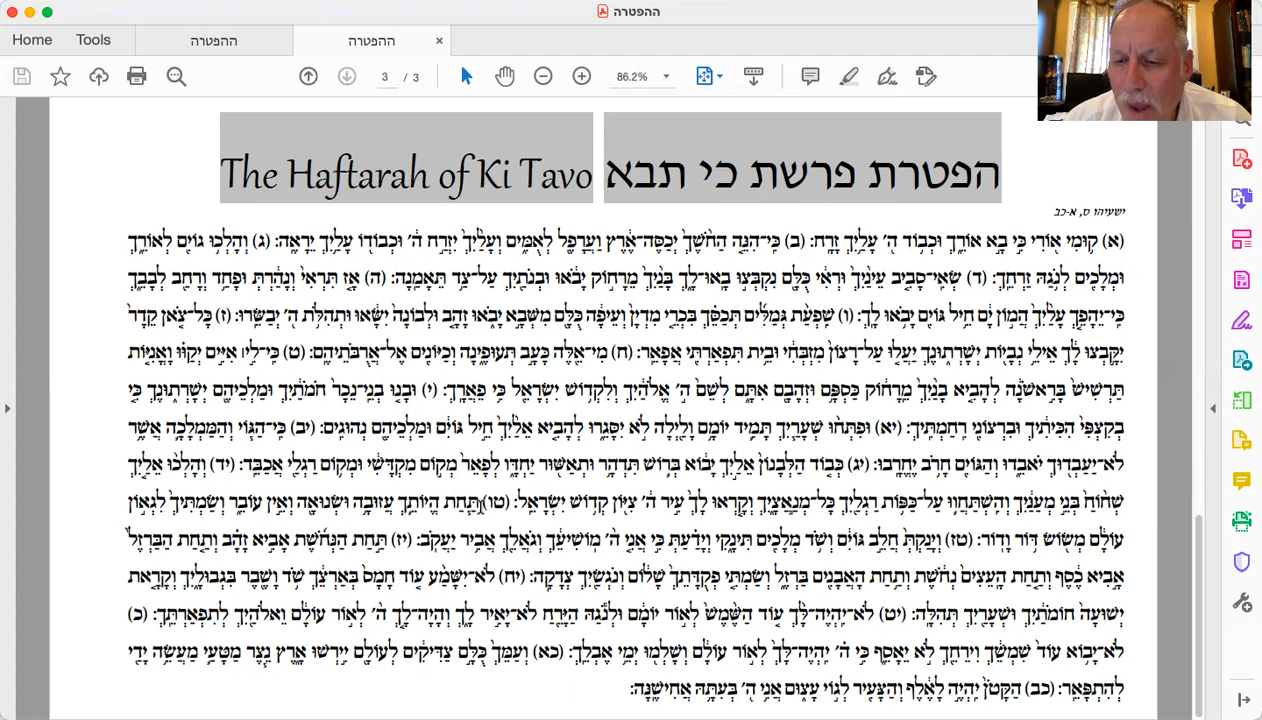 ההפטרה
Home
Tools
ההפטרה
ההפטרה
×
3 / 3
86.2%
The Haftarah of Ki Tavo
הפטרת פרשת כי תבא
ישעיהו ס, א-כב
(א) קוּמִי אוֹרִי כִּי בָא אוֹרֵךְ וּכְבוֹד ה' עָלַיִךְ זָרָח: (ב) כִּי-הִנֵּה הַחֹשֶׁךְ יְכַסֶּה-אֶרֶץ וַעֲרָפֶל לְאֻמִּים וְעָלַיִךְ יִזְרַח ה' וּכְבוֹדוֹ עָלַיִךְ יֵרָאֶה: (ג) וְהָלְכוּ גוֹיִם לְאוֹרֵךְ
וּמְלָכִים לְנֹגַהּ זַרְחֵךְ: (ד) שְׂאִי-סָבִיב עֵינַיִךְ וּרְאִי כֻּלָּם נִקְבְּצוּ בָאוּ-לָךְ בָּנַיִךְ מֵרָחוֹק יָבֹאוּ וּבְנֹתַיִךְ עַל-צַד תֵּאָמַנָה: (ה) אָז תִּרְאִי וְנָהַרְתְּ וּפָחַד וְרָחַב לְבָבֵךְ
כִּי-יֵהָפֵךְ עָלַיִךְ הֲמוֹן יָם חֵיל גּוֹיִם יָבֹאוּ לָךְ: (ו) שִׁפְעַת גְּמַלִּים תְּכַסֵּךְ בִּכְרֵי מִדְיָן וְעֵיפָה כֻּלָּם מִשְּׁבָא יָבֹאוּ זָהָב וּלְבוֹנָה יִשָּׂאוּ וּתְהִלֹּת ה' יְבַשֵּׂרוּ: (ז) כָּל-צֹאן קֵדָר
יִקָּבְצוּ לָךְ אֵילֵי נְבָיוֹת יְשָׁרְתוּנֶךְ יַעֲלוּ עַל-רָצוֹן מִזְבְּחִי וּבֵית תִּפְאַרְתִּי אֲפָאֵר: (ח) מִי-אֵלֶּה כָּעָב תְּעוּפֶינָה וְכַיּוֹנִים אֶל-אֲרֻבֹּתֵיהֶם: (ט) כִּי-לִי אִיִּים יְקַוּוּ וָאֳנִיּוֹת
תַּרְשִׁישׁ בָּרִאשֹׁנָה לְהָבִיא בָנַיִךְ מֵרָחוֹק כַּסְפָּם וּזְהָבָם אִתָּם לְשֵׁם ה' אֱלֹהַיִךְ וְלִקְדוֹשׁ יִשְׂרָאֵל כִּי פֵאֲרָךְ: (י) וּבָנוּ בְנֵי-נֵכָר חֹמֹתַיִךְ וּמַלְכֵיהֶם יְשָׁרְתוּנֶךְ כִּי
בְקִצְפִּי הִכִּיתִיךְ וּבִרְצוֹנִי רִחַמְתִּיךְ: (יא) וּפִתְּחוּ שְׁעָרַיִךְ תָּמִיד יוֹמָם וָלַיְלָה לֹא יִסָּגֵרוּ לְהָבִיא אֵלַיִךְ חֵיל גּוֹיִם וּמַלְכֵיהֶם נְהוּגִים: (יב) כִּי-הַגּוֹי וְהַמַּמְלָכָה אֲשֶׁר
לֹא-יַעַבְדוּךְ יֹאבֵדוּ וְהַגּוֹיִם חָרֹב יֶחֱרָבוּ: (יג) כְּבוֹד הַלְּבָנוֹן אֵלַיִךְ יָבוֹא בְּרוֹשׁ תִּדְהָר וּתְאַשּׁוּר יַחְדָּו לְפָאֵר מְקוֹם מִקְדָּשִׁי וּמְקוֹם רַגְלַי אֲכַבֵּד: (יד) וְהָלְכוּ אֵלַיִךְ
שְׁחוֹחַ בְּנֵי מְעַנַּיִךְ וְהִשְׁתַּחֲווּ עַל-כַּפּוֹת רַגְלַיִךְ כָּל-מְנַאֲצָיִךְ וְקָרְאוּ לָךְ עִיר ה' צִיּוֹן קְדוֹשׁ יִשְׂרָאֵל: (טו) תַּחַת הֱיוֹתֵךְ עֲזוּבָה וּשְׂנוּאָה וְאֵין עוֹבֵר וְשַׂמְתִּיךְ לִגְאוֹן
עוֹלָם מְשׂוֹשׂ דּוֹר וָדוֹר: (טז) וְיָנַקְתְּ חֲלֵב גּוֹיִם וְשֹׁד מְלָכִים תִּינָקִי וְיָדַעַתְּ כִּי אֲנִי ה' מוֹשִׁיעֵךְ וְגֹאֲלֵךְ אֲבִיר יַעֲקֹב: (יז) תַּחַת הַנְּחֹשֶׁת אָבִיא זָהָב וְתַחַת הַבַּרְזֶל
אָבִיא כֶסֶף וְתַחַת הָעֵצִים נְחֹשֶׁת וְתַחַת הָאֲבָנִים בַּרְזֶל וְשַׂמְתִּי פְקֻדָּתֵךְ שָׁלוֹם וְנֹגְשַׂיִךְ צְדָקָה: (יח) לֹא-יִשָּׁמַע עוֹד חָמָס בְּאַרְצֵךְ שֹׁד וָשֶׁבֶר בִּגְבוּלָיִךְ וְקָרָאת
יְשׁוּעָה חוֹמֹתַיִךְ וּשְׁעָרַיִךְ תְּהִלָּה: (יט) לֹא-יִהְיֶה-לָּךְ עוֹד הַשֶּׁמֶשׁ לְאוֹר יוֹמָם וּלְנֹגַהּ הַיָּרֵחַ לֹא-יָאִיר לָךְ וְהָיָה-לָךְ ה' לְאוֹר עוֹלָם וֵאלֹהַיִךְ לְתִפְאַרְתֵּךְ: (כ)
לֹא-יָבוֹא עוֹד שִׁמְשֵׁךְ וִירֵחֵךְ לֹא יֵאָסֵף כִּי ה' יִהְיֶה-לָּךְ לְאוֹר עוֹלָם וְשָׁלְמוּ יְמֵי אֶבְלֵךְ: (כא) וְעַמֵּךְ כֻּלָּם צַדִּיקִים לְעוֹלָם יִירְשׁוּ אָרֶץ נֵצֶר מַטָּעַי מַעֲשֵׂה יָדַי
לְהִתְפָּאֵר: (כב) הַקָּטֹן יִהְיֶה לָאֶלֶף וְהַצָּעִיר לְגוֹי עָצוּם אֲנִי ה' בְּעִתָּהּ אֲחִישֶׁנָּה: